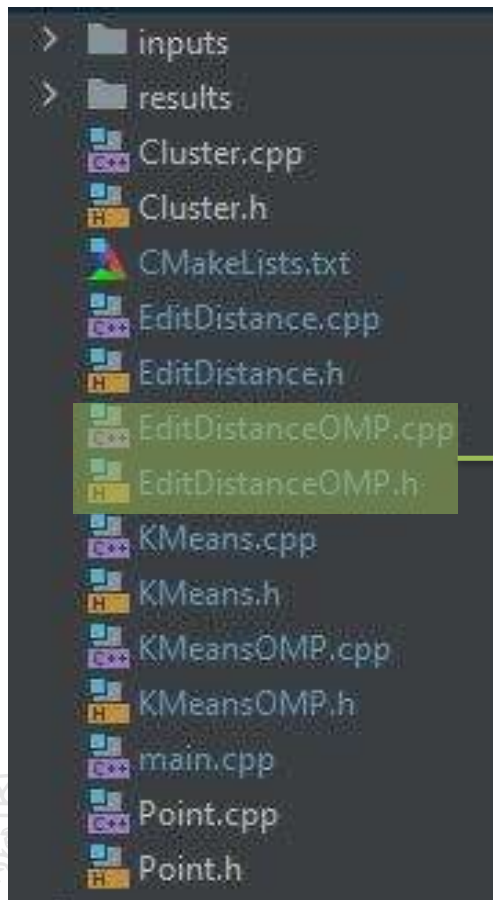 inputs
results
C++ Cluster.cpp
H Cluster.h
CMakeLists.txt
C++ EditDistance.cpp
H EditDistance.h
C++ EditDistanceOMP.cpp
H EditDistanceOMP.h
C++ KMeans.cpp
H KMeans.h
C++ KMeansOMP.cpp
H KMeansOMP.h
C++ main.cpp
C++ Point.cpp
H Point.h